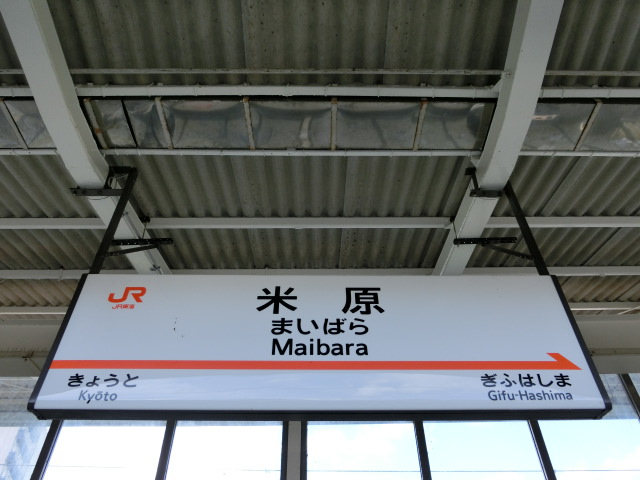 JR
JR東海
米原
まいばら
Maibara
きょうと
Kyōto
ぎふはしま
Gifu-Hashima